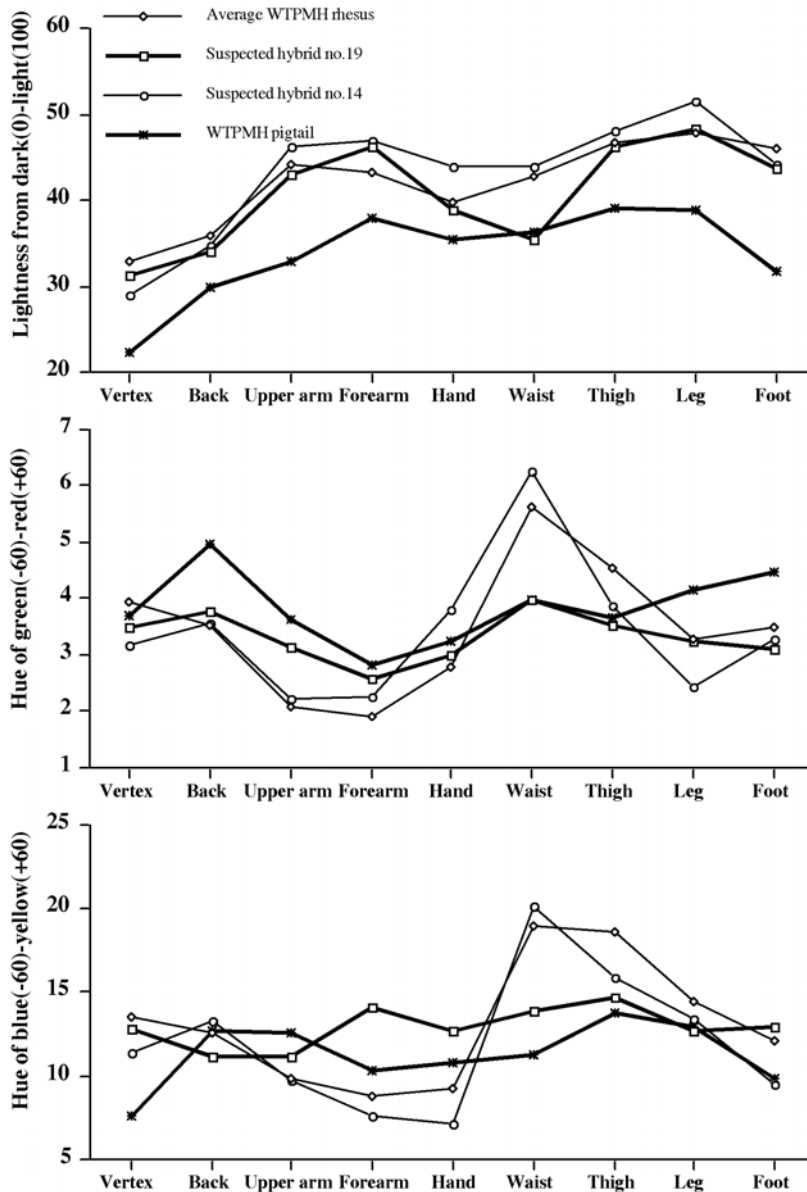 Average WTPMH rhesus
Suspected hybrid no.19
Suspected hybrid no.14
WTPMH pigtail
Lightness from dark(0)-light(100)
60
50
40
30
20
Vertex Back Upper arm Forearm Hand Waist Thigh Leg Foot
Hue of green(-60)-red(+60)
7
6
5
4
3
2
1
Vertex Back Upper arm Forearm Hand Waist Thigh Leg Foot
Hue of blue(-60)-yellow(+60)
25
20
15
10
5
Vertex Back Upper arm Forearm Hand Waist Thigh Leg Foot